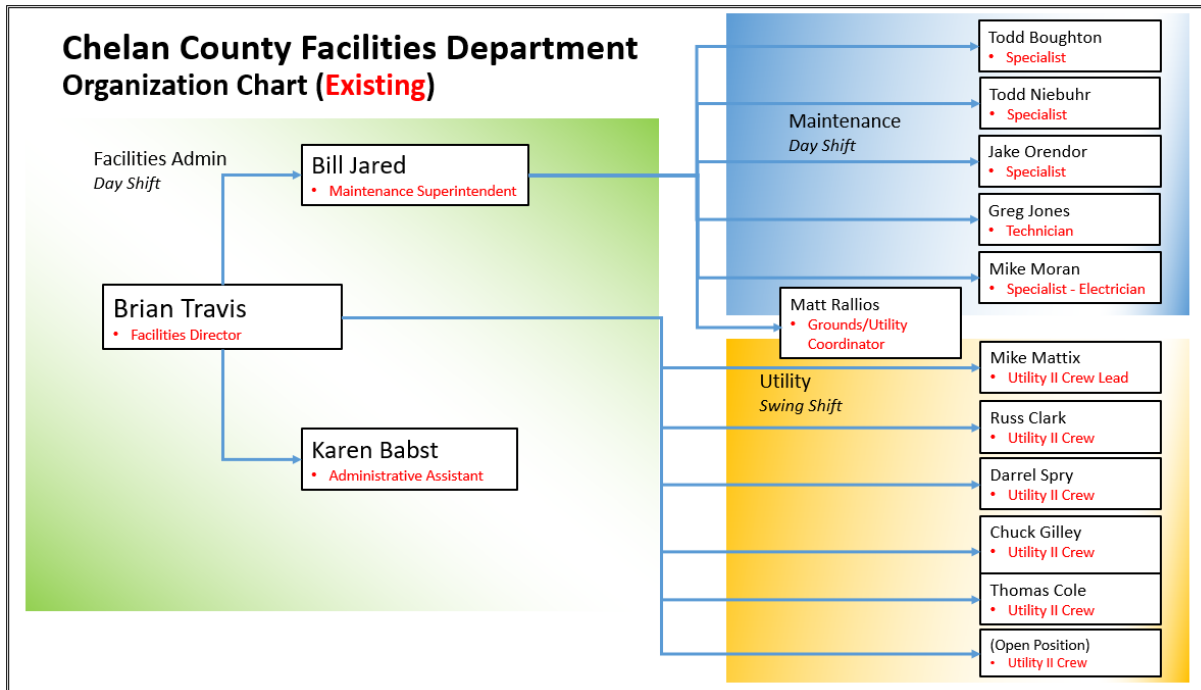 Chelan County Facilities Department
Organization Chart (Existing)
Facilities Admin
Day Shift
Bill Jared
• Maintenance Superintendent
Brian Travis
• Facilities Director
Karen Babst
• Administrative Assistant
Maintenance
Day Shift
Todd Boughton
• Specialist
Todd Niebuhr
• Specialist
Jake Orendor
• Specialist
Greg Jones
• Technician
Mike Moran
• Specialist - Electrician
Matt Rallios
• Grounds/Utility
Coordinator
Utility
Swing Shift
Mike Mattix
• Utility II Crew Lead
Russ Clark
• Utility II Crew
Darrel Spry
• Utility II Crew
Chuck Gilley
• Utility II Crew
Thomas Cole
• Utility II Crew
(Open Position)
• Utility II Crew